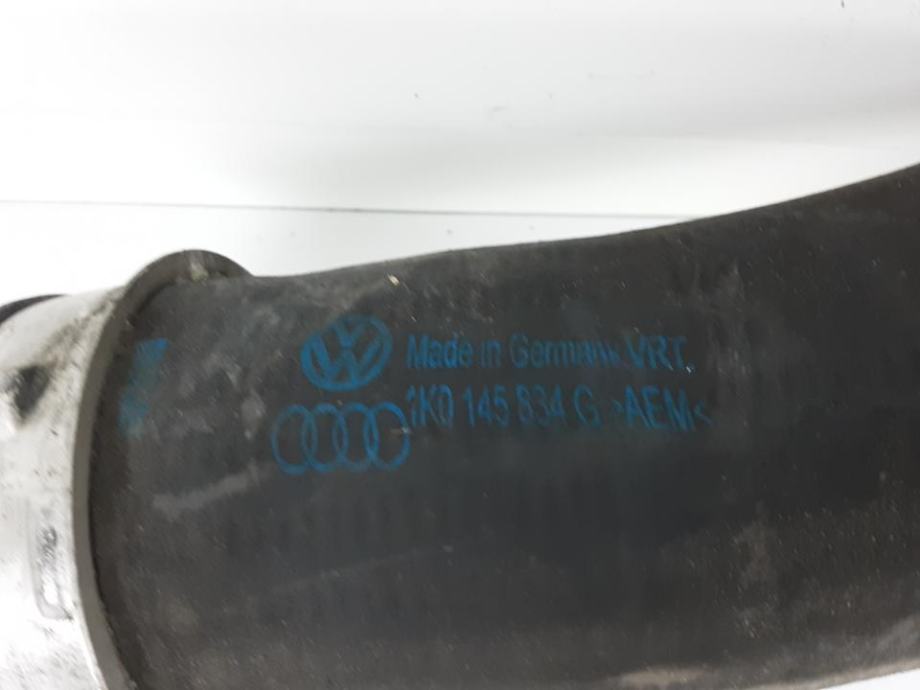 Made in Germany VRT.
1K0 145 834 G >AEM<